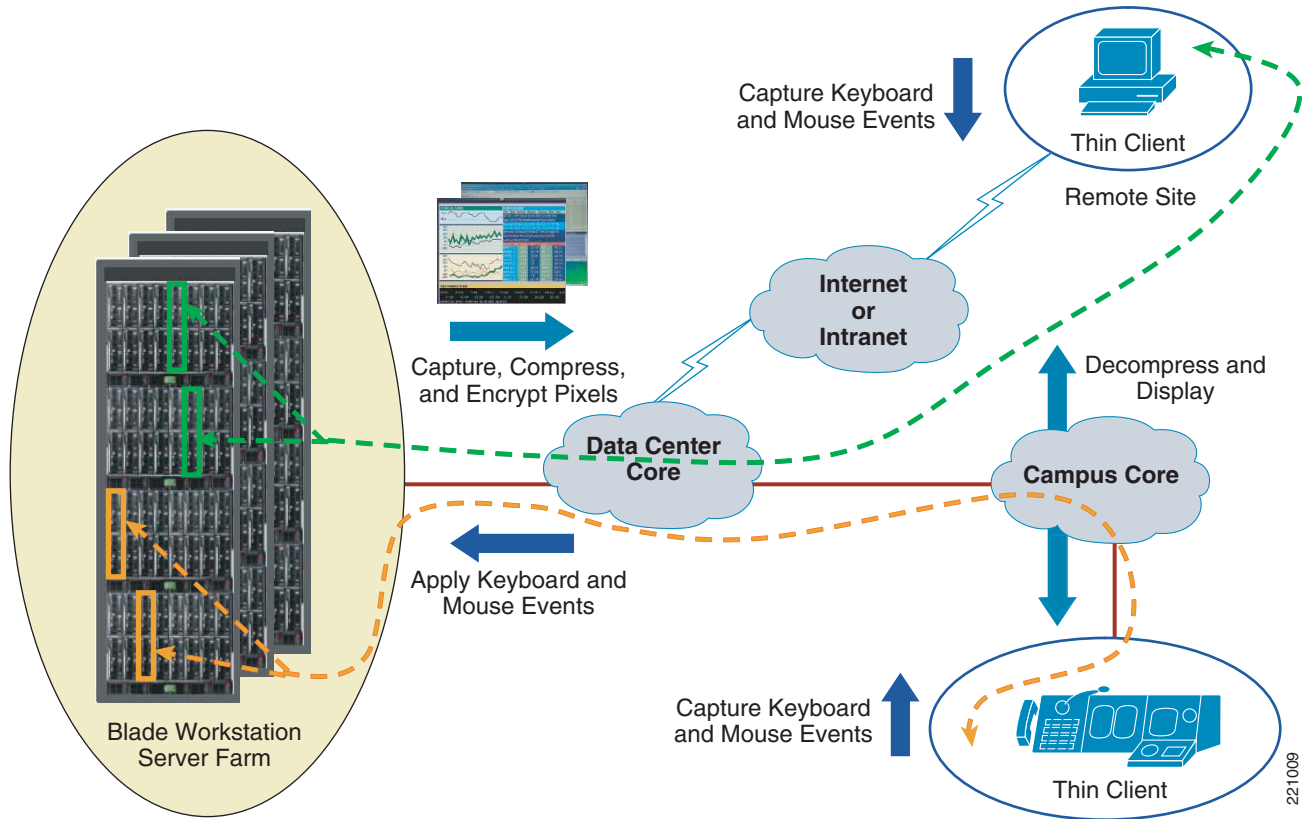 Capture Keyboard
and Mouse Events
Thin Client
Remote Site
Internet
or
Intranet
Capture, Compress,
and Encrypt Pixels
Decompress and
Display
Data Center
Core
Campus Core
Apply Keyboard and
Mouse Events
Blade Workstation
Server Farm
Capture Keyboard
and Mouse Events
Thin Client
221009